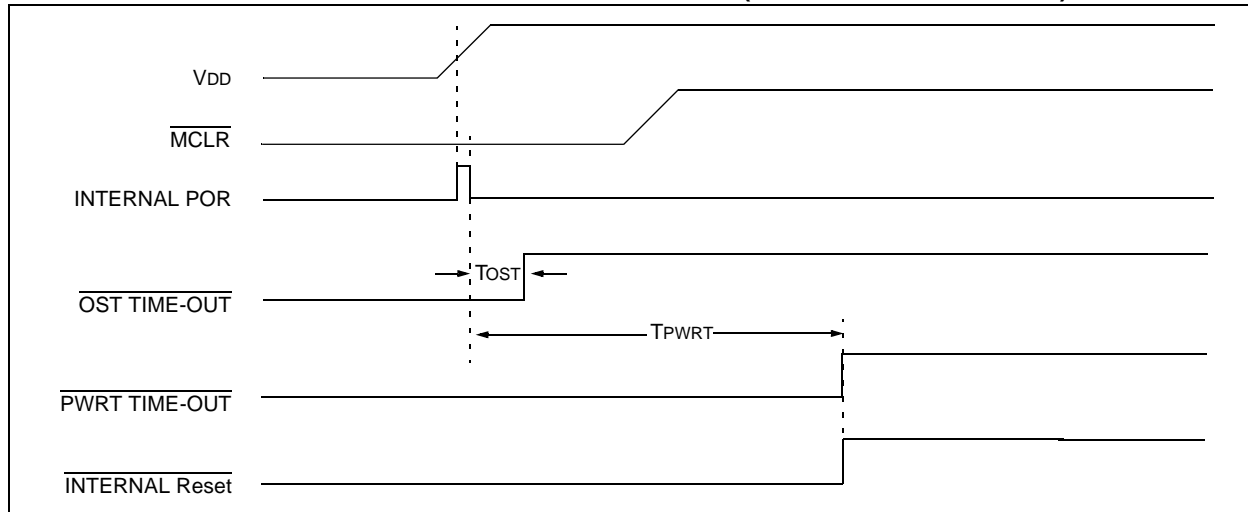 VDD
MCLR
INTERNAL POR
TOST
OST TIME-OUT
TPWRT
PWRT TIME-OUT
INTERNAL Reset